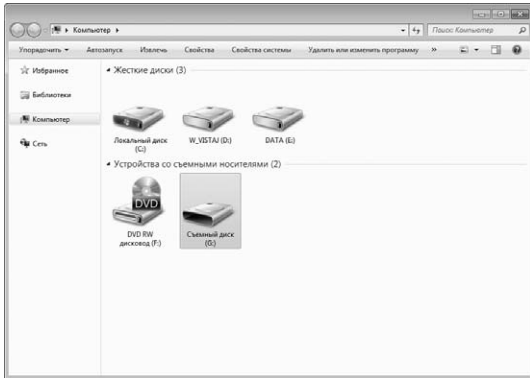 Компьютер
Поиск: Компьютер
Упорядочить Автозапуск Извлечь Свойства Свойства системы Удалить или изменить программу »
Избранное
Библиотеки
Компьютер
Сеть
Жесткие диски (3)
Локальный диск
(C:)
W_VISTAJ (D:)
DATA (E:)
Устройства со съемными носителями (2)
DVD
DVD RW
дисковод (F:)
Съемный диск
(G:)